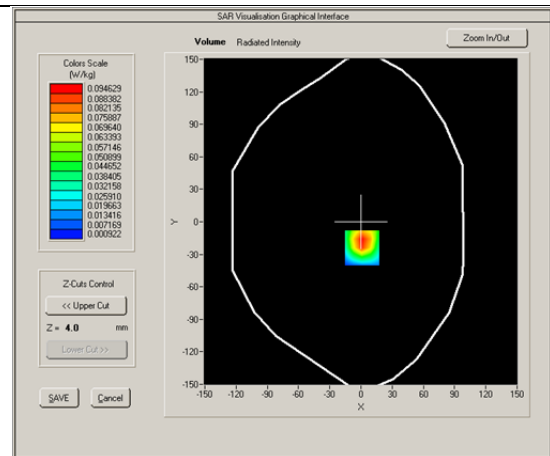 SAR Visualisation Graphical Interface
Volume Radiated Intensity
Zoom In/Out
Colors Scale
(W/kg)
0.094629
0.088382
0.082135
0.075887
0.069640
0.063393
0.057146
0.050899
0.044652
0.038405
0.032158
0.025910
0.019663
0.013416
0.007169
0.000922
Z-Cuts Control
<< Upper Cut
Z = 4.0 mm
Lower Cut >>
SAVE Cancel
150
120
90
60
30
0
-30
-60
-90
-120
-150
Y
-150 -120 -90 -60 -30 0 30 60 90 120 150
X